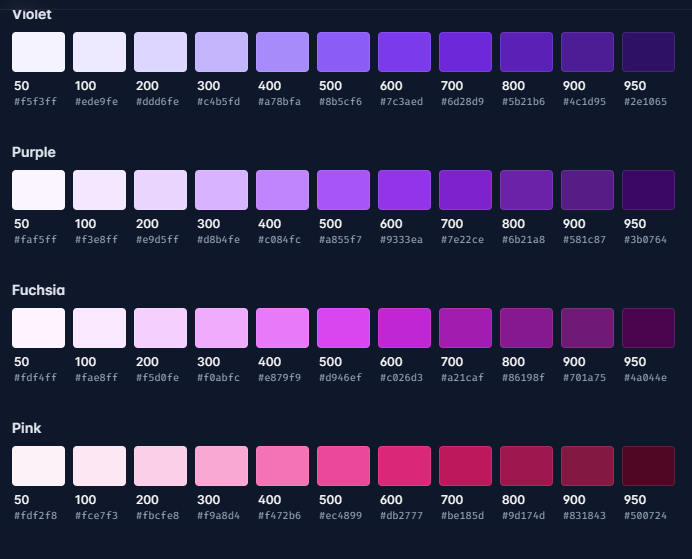 Violet
50 100 200 300 400 500 600 700 800 900 950
#f5f3ff #ede9fe #ddd6fe #c4b5fd #a78bfa #8b5cf6 #7c3aed #6d28d9 #5b21b6 #4c1d95 #2e1065
Purple
50 100 200 300 400 500 600 700 800 900 950
#faf5ff #f3e8ff #e9d5ff #d8b4fe #c084fc #a855f7 #9333ea #7e22ce #6b21a8 #581c87 #3b0764
Fuchsia
50 100 200 300 400 500 600 700 800 900 950
#fdf4ff #fae8ff #f5d0fe #f0abfc #e879f9 #d946ef #c026d3 #a21caf #86198f #701a75 #4a044e
Pink
50 100 200 300 400 500 600 700 800 900 950
#fdf2f8 #fce7f3 #fbcfe8 #f9a8d4 #f472b6 #ec4899 #db2777 #be185d #9d174d #831843 #500724